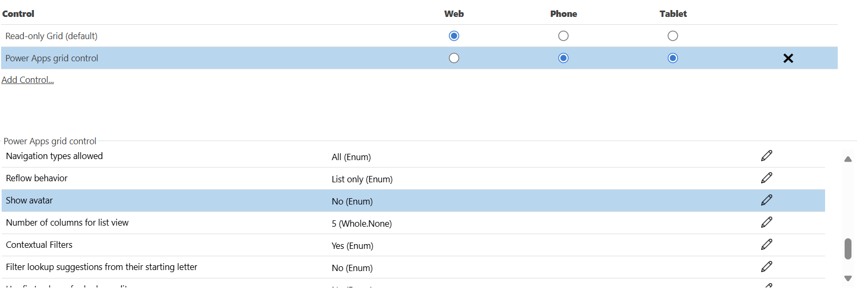 Control Web Phone Tablet
Read-only Grid (default)
Power Apps grid control
Add Control...
Power Apps grid control
Navigation types allowed All (Enum)
Reflow behavior List only (Enum)
Show avatar No (Enum)
Number of columns for list view 5 (Whole.None)
Contextual Filters Yes (Enum)
Filter lookup suggestions from their starting letter No (Enum)